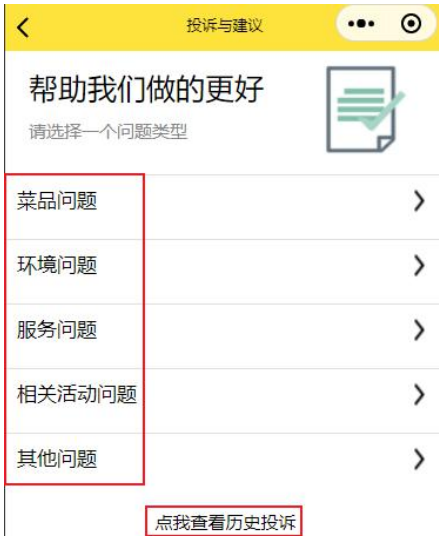 投诉与建议
帮助我们做的更好
请选择一个问题类型
菜品问题
环境问题
服务问题
相关活动问题
其他问题
点我查看历史投诉